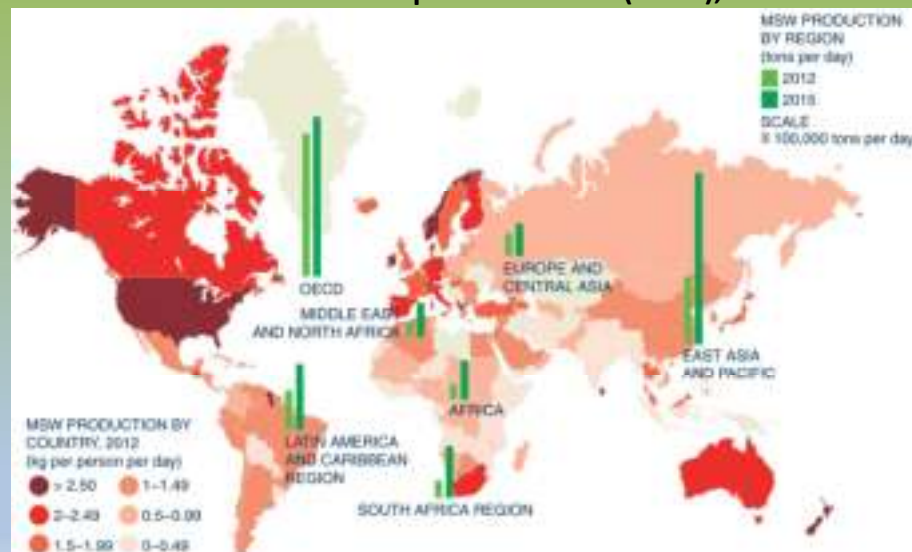 MSW PRODUCTION
BY REGION
(tons per day)
2012
2015
SCALE
100,000 tons per day
OECD
EUROPE AND
CENTRAL ASIA
MIDDLE EAST
AND NORTH AFRICA
EAST ASIA
AND PACIFIC
AFRICA
LATIN AMERICA
AND CARIBBEAN
REGION
SOUTH AFRICA REGION
MSW PRODUCTION BY
COUNTRY, 2012
(kg per person per day)
> 2.50
1–1.49
2–2.49
0.5–0.99
1.5–1.99
0–0.49